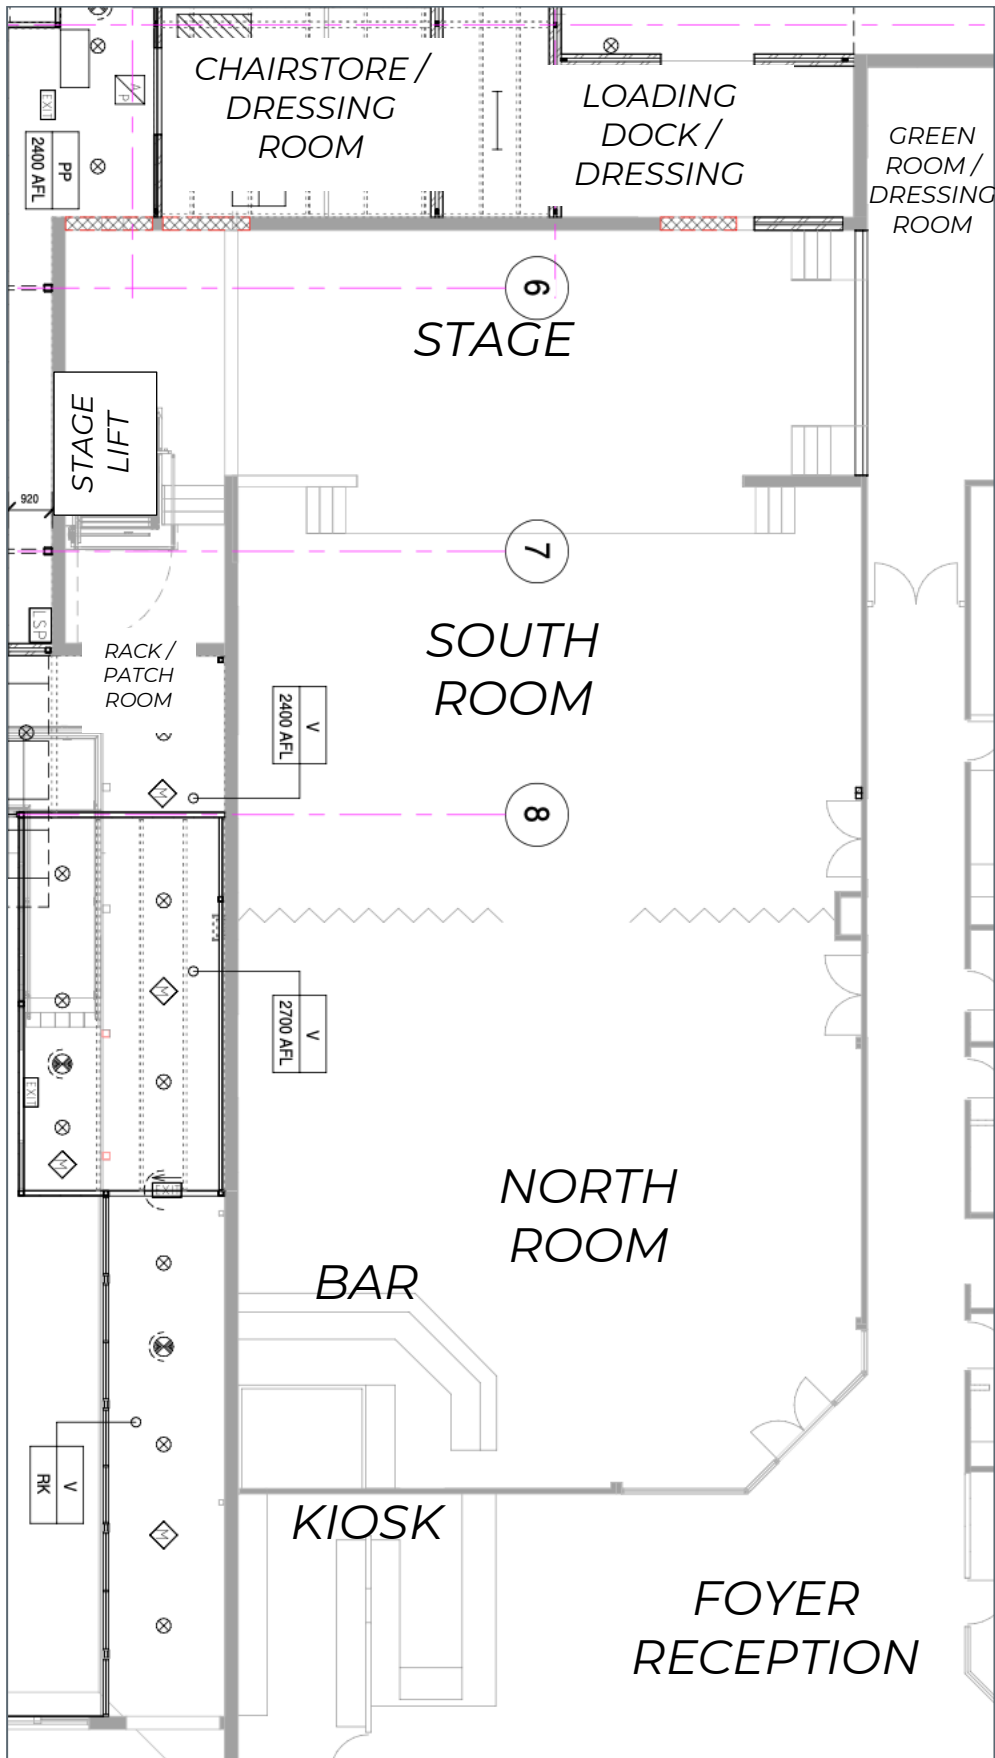 CHAIRSTORE /
DRESSING
ROOM
LOADING
DOCK /
DRESSING
GREEN
ROOM /
DRESSING
ROOM
A/P
EXIT
PP
2400 AFL
6
STAGE
STAGE
LIFT
920
7
LSP
SOUTH
ROOM
RACK /
PATCH
ROOM
V
2400 AFL
M
8
M
V
2700 AFL
EXIT
M
EXIT
NORTH
ROOM
BAR
V
RK
M
KIOSK
FOYER
RECEPTION